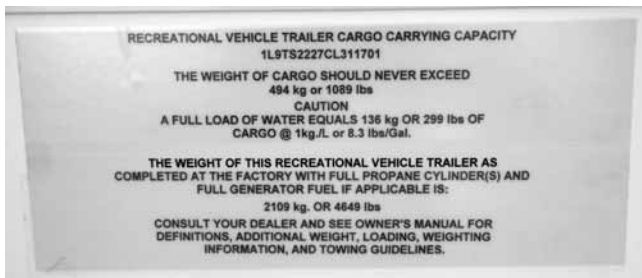 RECREATIONAL VEHICLE TRAILER CARGO CARRYING CAPACITY
1L9TS2227CL311701
THE WEIGHT OF CARGO SHOULD NEVER EXCEED
494 kg or 1089 lbs
CAUTION
A FULL LOAD OF WATER EQUALS 136 kg OR 299 lbs OF
CARGO @ 1kg./L or 8.3 lbs/Gal.
THE WEIGHT OF THIS RECREATIONAL VEHICLE TRAILER AS
COMPLETED AT THE FACTORY WITH FULL PROPANE CYLINDER(S) AND
FULL GENERATOR FUEL IF APPLICABLE IS:
2109 kg. OR 4649 lbs
CONSULT YOUR DEALER AND SEE OWNER'S MANUAL FOR
DEFINITIONS, ADDITIONAL WEIGHT, LOADING, WEIGHTING
INFORMATION, AND TOWING GUIDELINES.